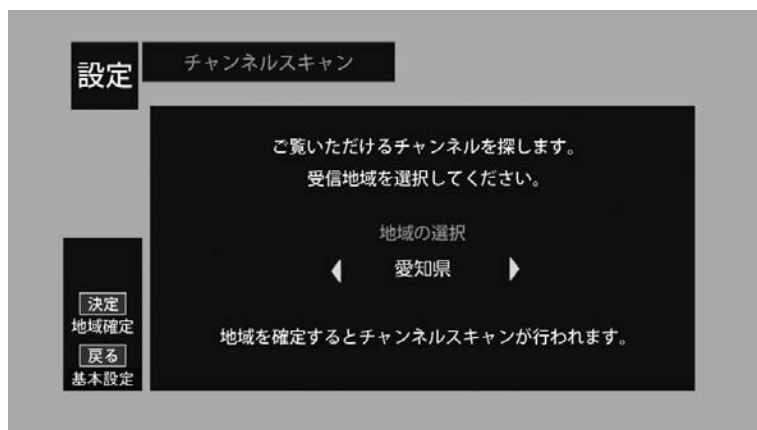 設定
チャンネルスキャン
ご覧いただけるチャンネルを探します。
受信地域を選択してください。
地域の選択
愛知県
地域を確定するとチャンネルスキャンが行われます。
決定
地域確定
戻る
基本設定